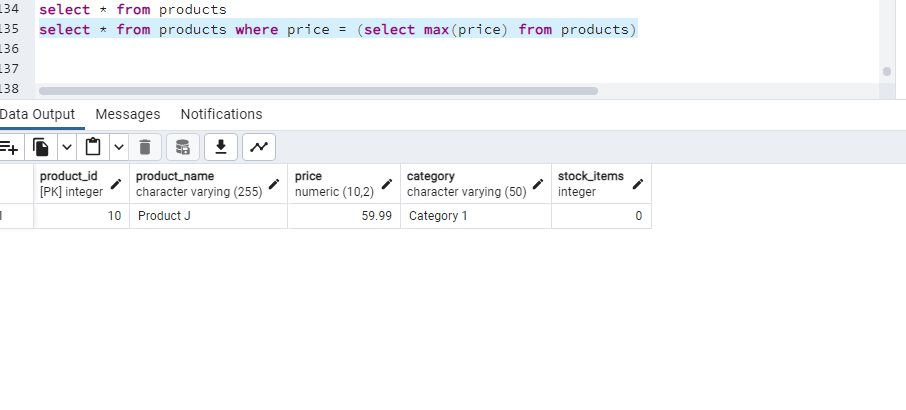 134 select * from products
135 select * from products where price = (select max(price) from products)
136
137
138
Data Output Messages Notifications
product_id product_name price category stock_items
[PK] integer character varying (255) numeric (10,2) character varying (50) integer
1 10 Product J 59.99 Category 1 0